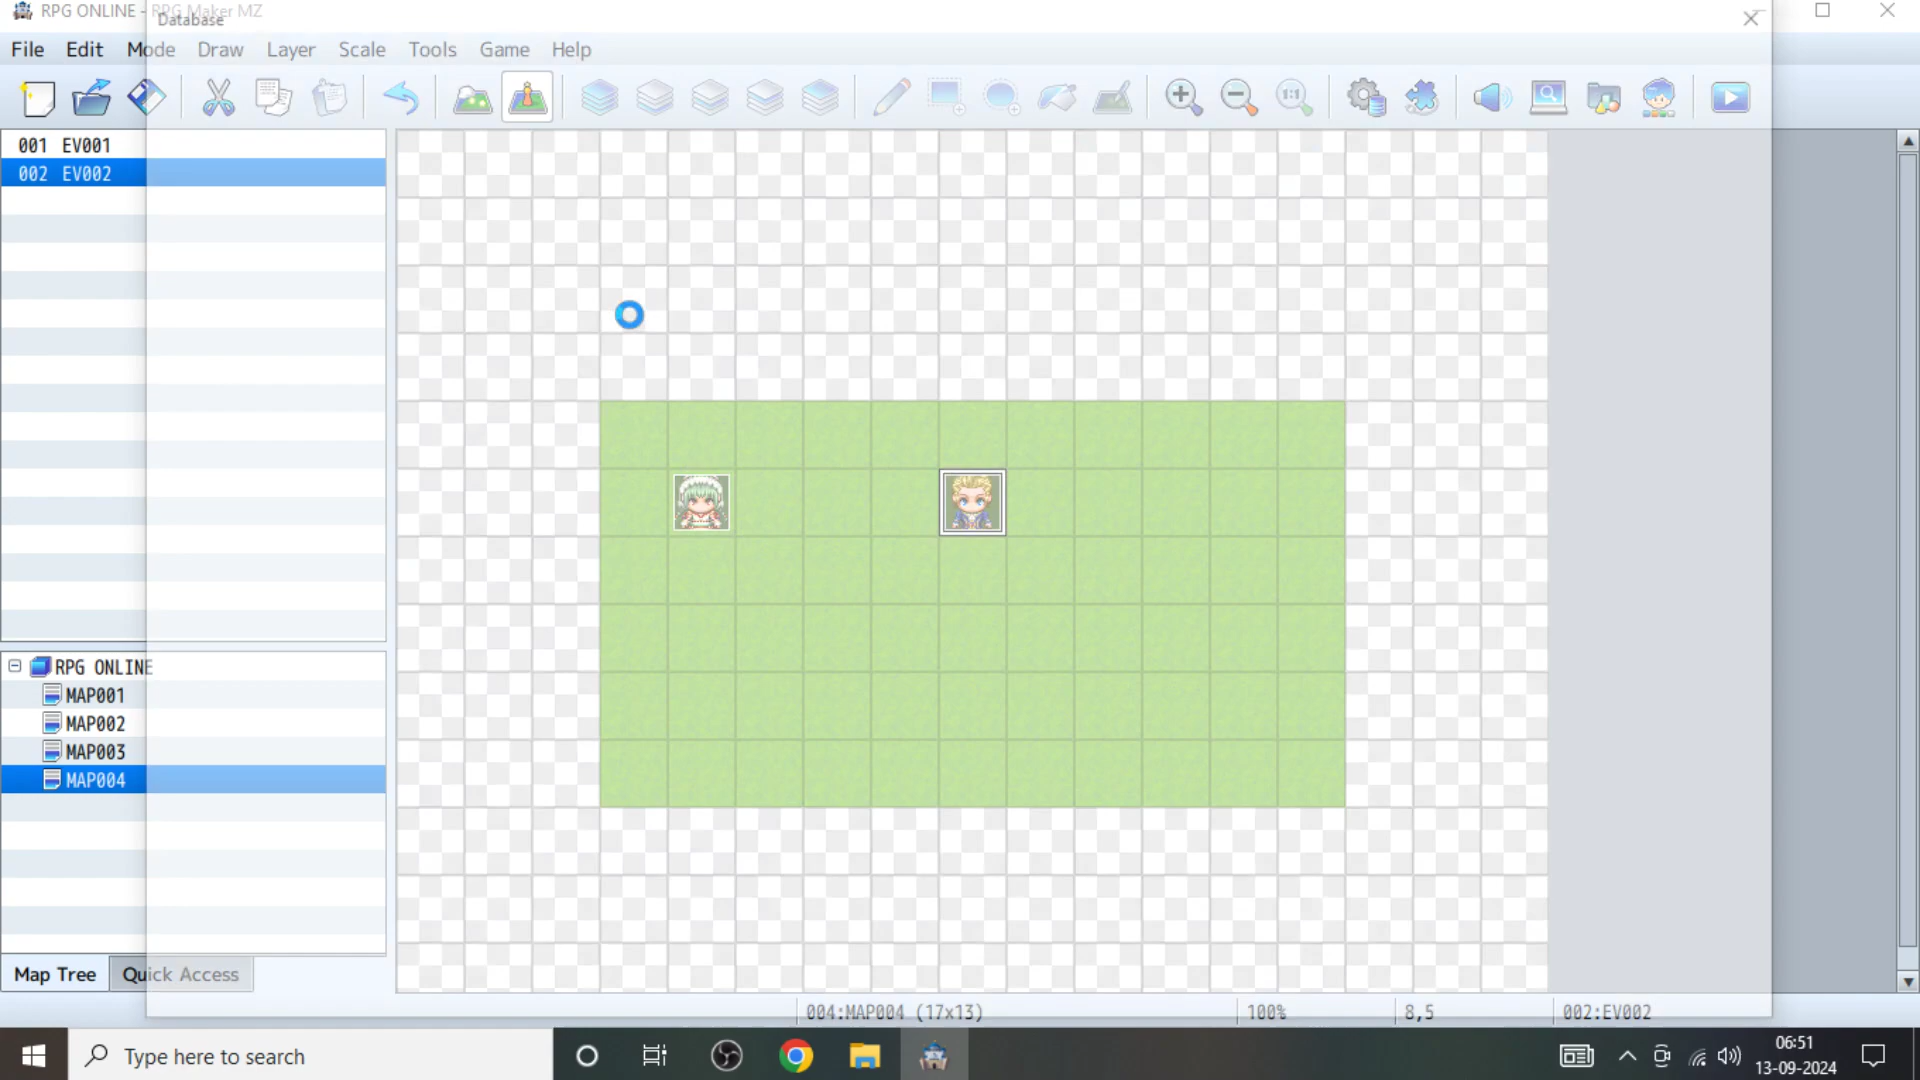 RPG ONLINE - RPG Maker MZ
Database
File Edit Mode Draw Layer Scale Tools Game Help
1:1
001 EV001
002 EV002
RPG ONLINE
MAP001
MAP002
MAP003
MAP004
Map Tree Quick Access
004:MAP004 (17x13) 100% 8,5 002:EV002
Type here to search
06:51
13-09-2024